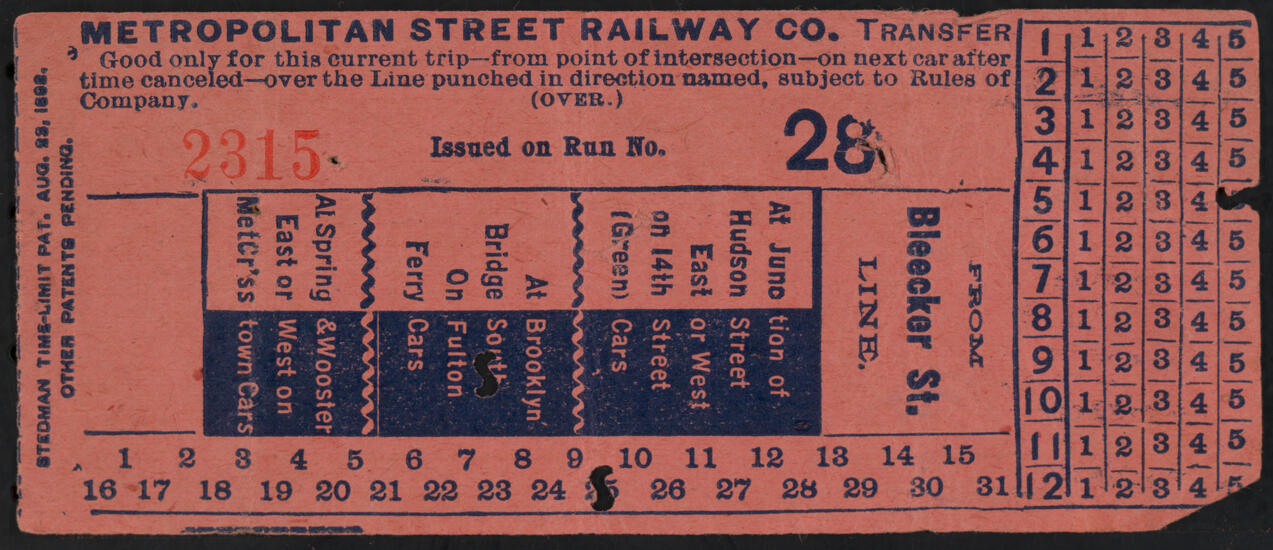 METROPOLITAN STREET RAILWAY CO. TRANSFER
Good only for this current trip—from point of intersection—on next car after
time canceled—over the Line punched in direction named, subject to Rules of
Company. (OVER.)
2315 Issued on Run No. 28
STEDMAN TIME-LIMIT PAT. AUG. 23, 1898.
OTHER PATENTS PENDING.
FROM
Bleecker St.
LINE.
At Junction of
Hudson Street
East or West
on 14th Street
(Green) Cars
At Brooklyn
Bridge South
On Fulton
Ferry Cars
At Spring & Wooster
East or West on
MetCr'ss town Cars
1 2 3 4 5 6 7 8 9 10 11 12 13 14 15
16 17 18 19 20 21 22 23 24 25 26 27 28 29 30 31
1 1 2 3 4 5
2 1 2 3 4 5
3 1 2 3 4 5
4 1 2 3 4 5
5 1 2 3 4 5
6 1 2 3 4 5
7 1 2 3 4 5
8 1 2 3 4 5
9 1 2 3 4 5
10 1 2 3 4 5
11 1 2 3 4 5
12 1 2 3 4 5